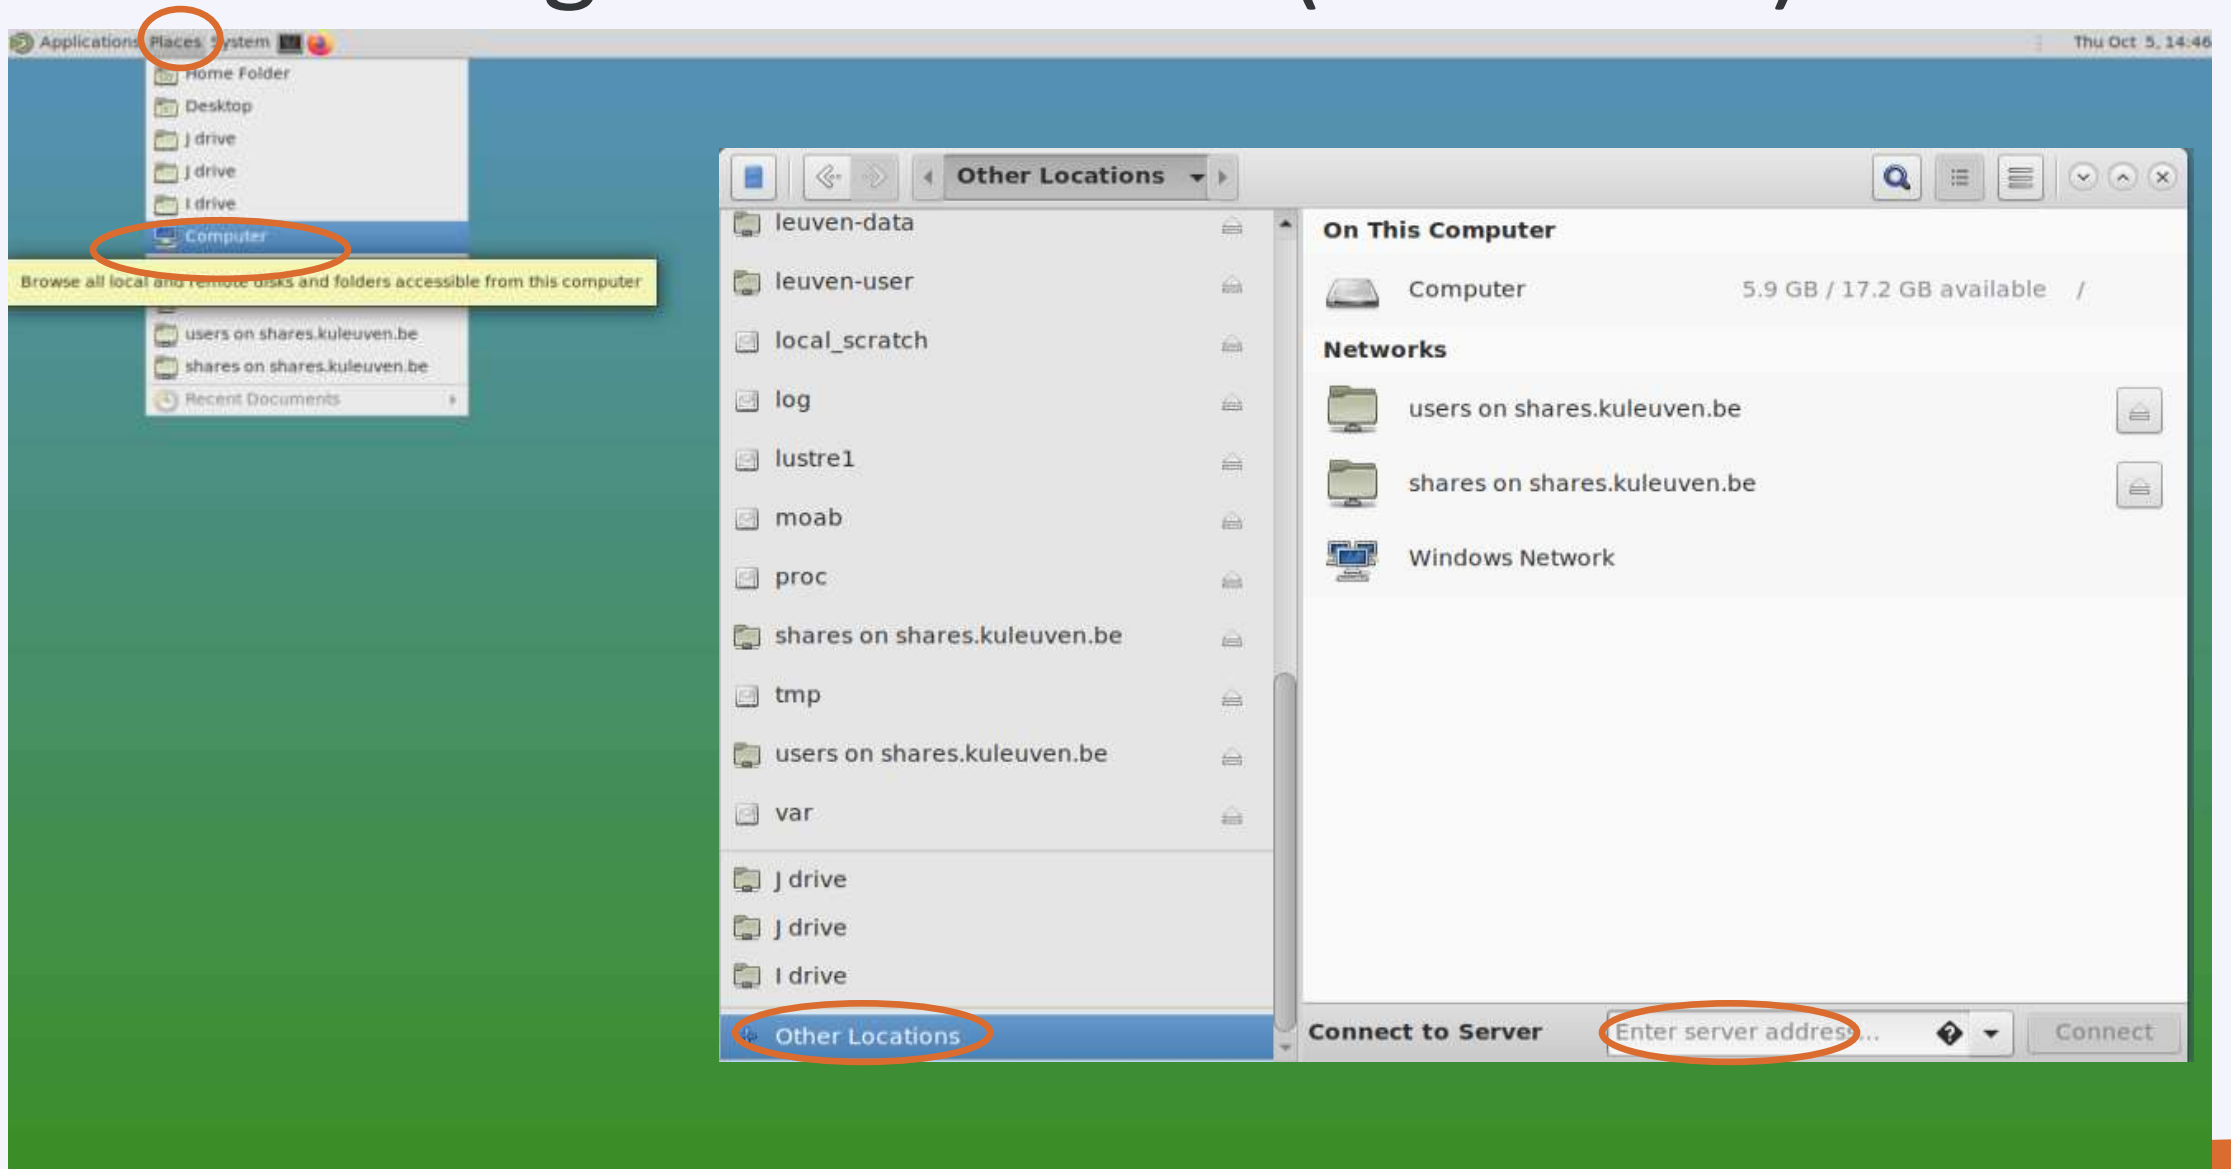 Applications Places System
Thu Oct 5, 14:46
Home Folder
Desktop
J drive
J drive
I drive
Computer
Browse all local and remote disks and folders accessible from this computer
users on shares.kuleuven.be
shares on shares.kuleuven.be
Recent Documents
Other Locations
leuven-data
leuven-user
local_scratch
log
lustre1
moab
proc
shares on shares.kuleuven.be
tmp
users on shares.kuleuven.be
var
J drive
J drive
I drive
Other Locations
On This Computer
Computer 5.9 GB / 17.2 GB available /
Networks
users on shares.kuleuven.be
shares on shares.kuleuven.be
Windows Network
Connect to Server Enter server address... Connect